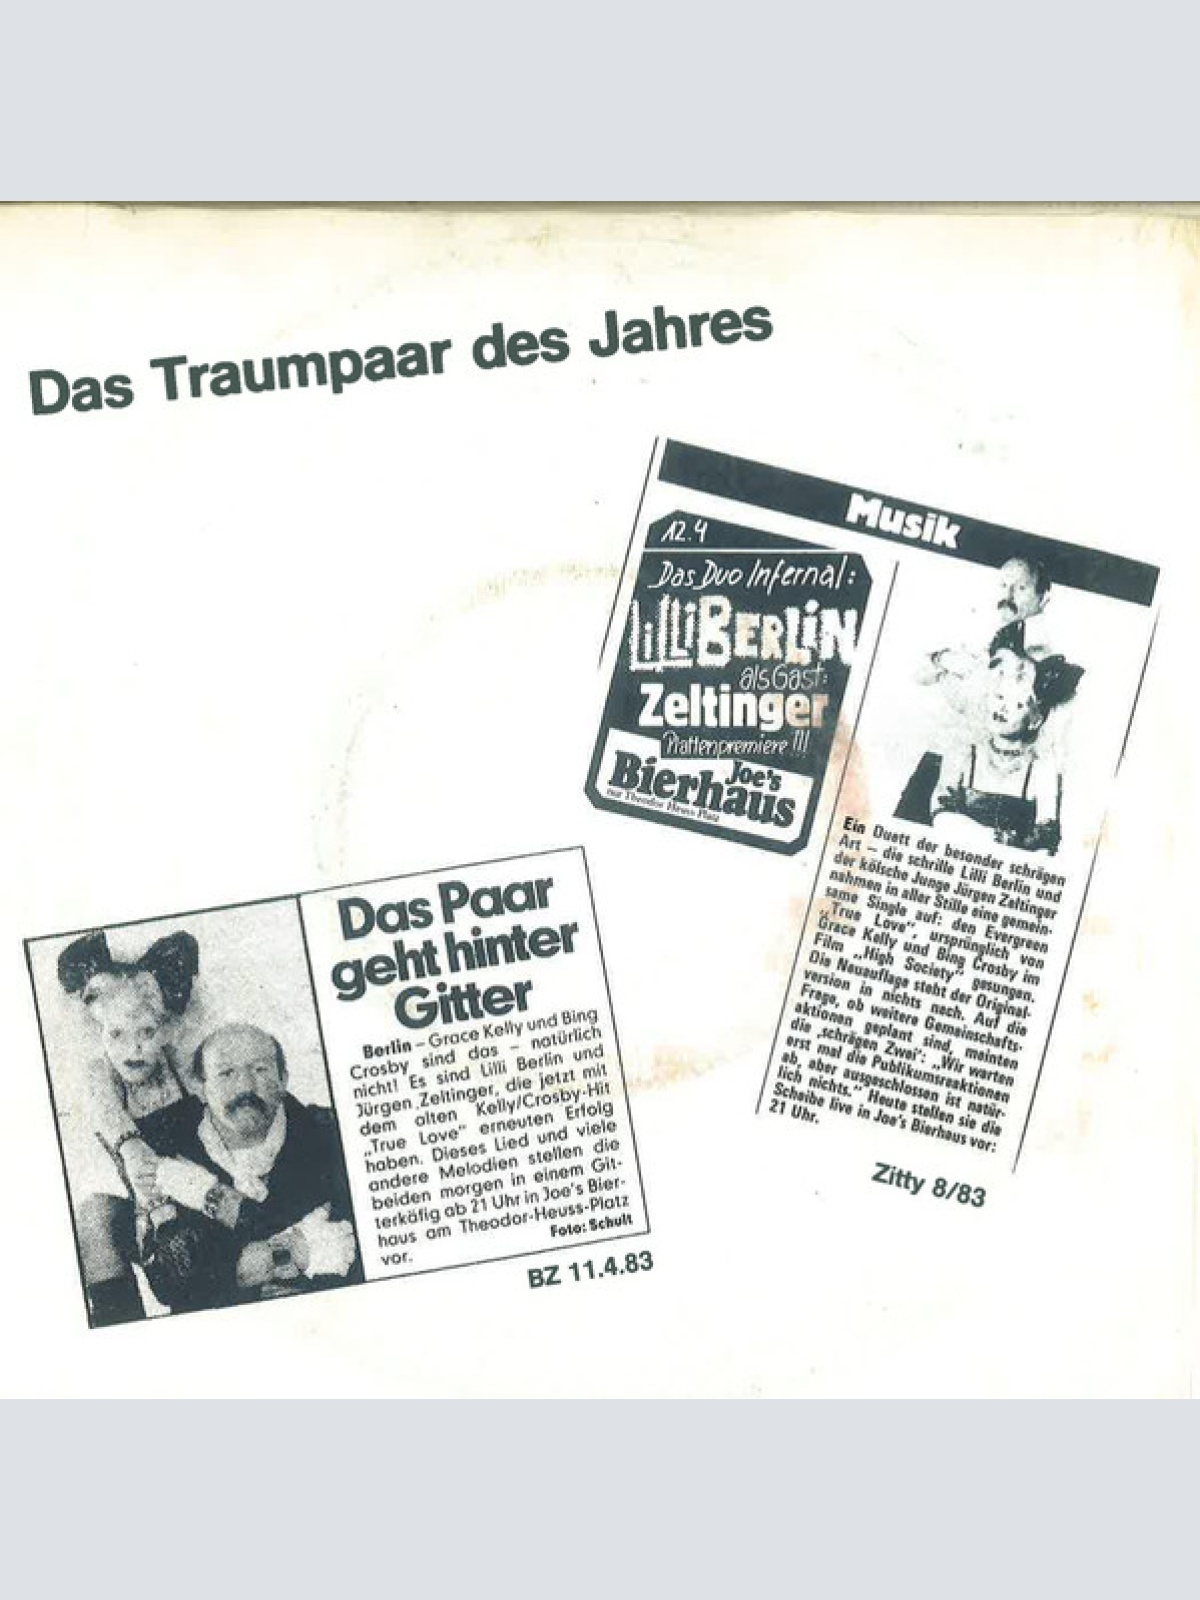 Das Traumpaar des Jahres
Musik
12.4
Das Duo Infernal:
LILLI BERLIN
als Gast:
Zeltinger
Plattenpremiere !!!
Joe's
Bierhaus
nur Theodor Heuss Platz
Ein Duett der besonder schrägen
Art – die schrille Lilli Berlin und
der kölsche Junge Jürgen Zeltinger
nahmen in aller Stille eine gemein-
same Single auf: den Evergreen
„True Love“, ursprünglich von
Grace Kelly und Bing Crosby im
Film „High Society“ gesungen.
Die Neuauflage steht der Original-
version in nichts nach. Auf die
Frage, ob weitere Gemeinschafts-
aktionen geplant sind, meinten
die ‚schrägen Zwei‘: „Wir warten
erst mal die Publikumsreaktionen
ab, aber ausgeschlossen ist natür-
lich nichts.“ Heute stellen sie die
Scheibe live in Joe's Bierhaus vor:
21 Uhr.
Zitty 8/83
Das Paar
geht hinter
Gitter
Berlin – Grace Kelly und Bing
Crosby sind das – natürlich
nicht! Es sind Lilli Berlin und
Jürgen Zeltinger, die jetzt mit
dem alten Kelly/Crosby-Hit
„True Love“ erneuten Erfolg
haben. Dieses Lied und viele
andere Melodien stellen die
beiden morgen in einem Git-
terkäfig ab 21 Uhr in Joe's Bier-
haus am Theodor-Heuss-Platz
vor.
Foto: Schult
BZ 11.4.83